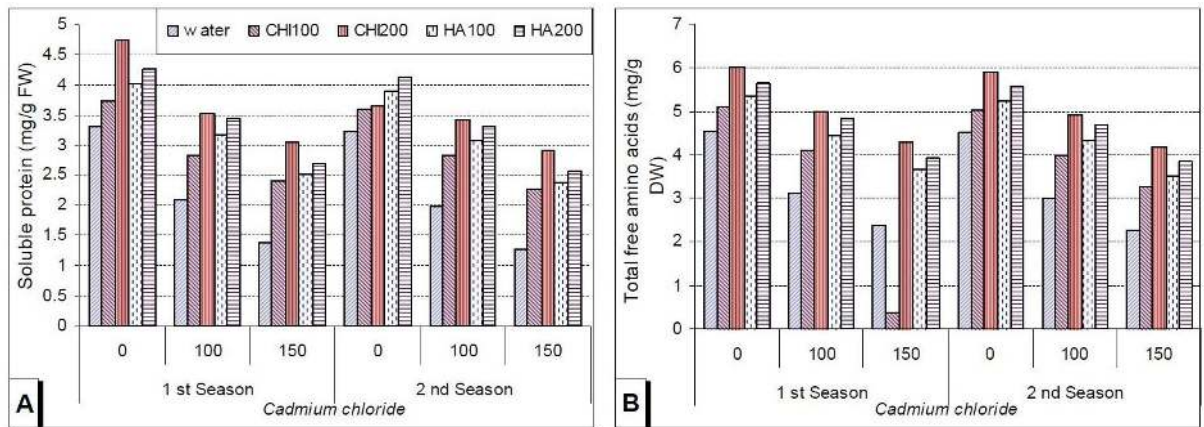 Soluble protein (mg/g FW)
5
4.5
4
3.5
3
2.5
2
1.5
1
0.5
0
water CHI100 CHI200 HA100 HA200
0 100 150 0 100 150
1 st Season 2 nd Season
Cadmium chloride
A
Total free amino acids (mg/g
DW)
7
6
5
4
3
2
1
0
0 100 150 0 100 150
1 st Season 2 nd Season
Cadmium chloride
B